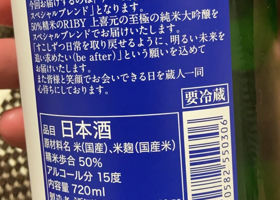 今回お届けするのは
スペシャルブレンド」となります。
50%精米のR1BY 上喜元の至極の純米大吟醸を
スペシャルブレンドでお届けいたします。
「すこしずつ日常を取り戻せるように、明るい未来を
追い求めたい(be after)」という願いを込めて
お届けいたします。
また皆様と笑顔でお会いできる日を蔵人一同
心待ちにしております。
要冷蔵
品目 日本酒
原材料名 米(国産)、米麹(国産米)
精米歩合 50%
アルコール分 15度
内容量 720ml
0582 550306